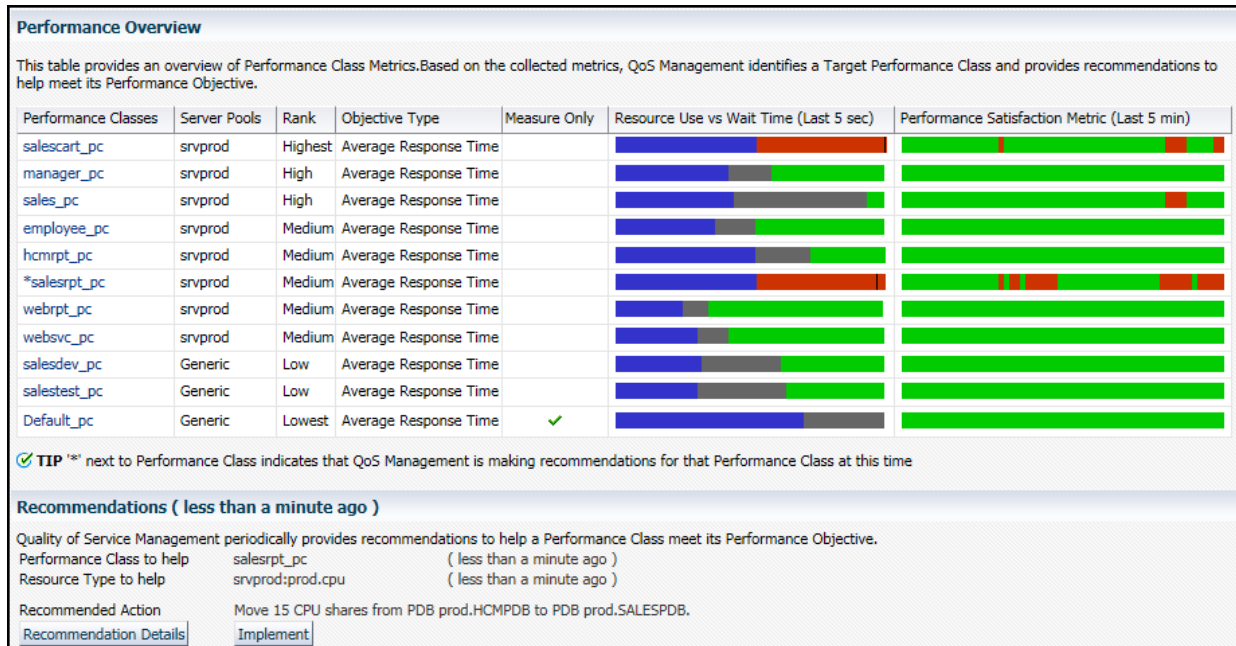 Performance Overview
This table provides an overview of Performance Class Metrics.Based on the collected metrics, QoS Management identifies a Target Performance Class and provides recommendations to
help meet its Performance Objective.
Performance Classes Server Pools Rank Objective Type Measure Only Resource Use vs Wait Time (Last 5 sec) Performance Satisfaction Metric (Last 5 min)
salescart_pc srvprod Highest Average Response Time
manager_pc srvprod High Average Response Time
sales_pc srvprod High Average Response Time
employee_pc srvprod Medium Average Response Time
hcmrpt_pc srvprod Medium Average Response Time
*salesrpt_pc srvprod Medium Average Response Time
webrpt_pc srvprod Medium Average Response Time
websvc_pc srvprod Medium Average Response Time
salesdev_pc Generic Low Average Response Time
salestest_pc Generic Low Average Response Time
Default_pc Generic Lowest Average Response Time
TIP '*' next to Performance Class indicates that QoS Management is making recommendations for that Performance Class at this time
Recommendations ( less than a minute ago )
Quality of Service Management periodically provides recommendations to help a Performance Class meet its Performance Objective.
Performance Class to help salesrpt_pc ( less than a minute ago )
Resource Type to help srvprod:prod.cpu ( less than a minute ago )
Recommended Action Move 15 CPU shares from PDB prod.HCMPDB to PDB prod.SALESPDB.
Recommendation Details Implement